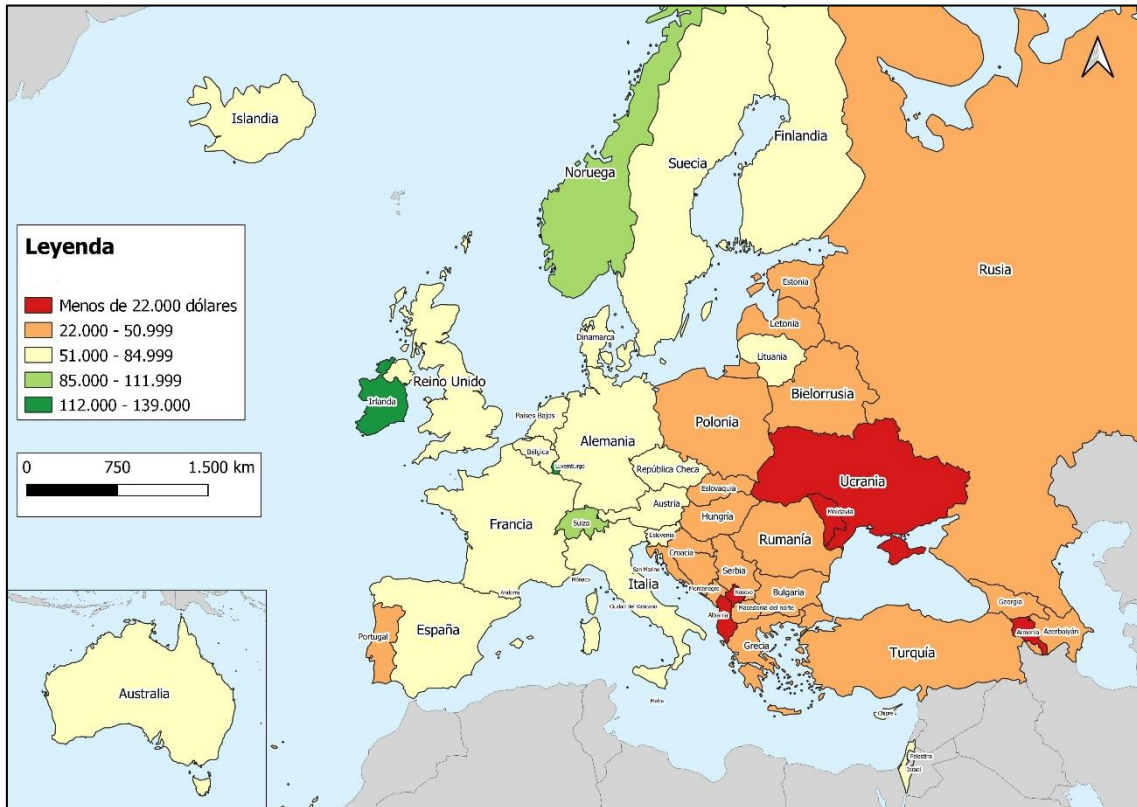 Islandia
Noruega
Suecia
Finlandia
Rusia
Leyenda
Menos de 22.000 dólares
22.000 - 50.999
51.000 - 84.999
85.000 - 111.999
112.000 - 139.000
0 750 1.500 km
Estonia
Letonia
Lituania
Dinamarca
Reino Unido
Irlanda
Bielorrusia
Países Bajos
Polonia
Alemania
Bélgica
Luxemburgo
República Checa
Ucrania
Eslovaquia
Austria
Moldavia
Hungría
Francia
Suiza
Eslovenia
Rumanía
Croacia
San Marino
Serbia
Mónaco
Italia
Montenegro
Kosovo
Bulgaria
Andorra
Ciudad del Vaticano
Albania
Macedonia del norte
Georgia
Portugal
España
Armenia
Azerbaiyán
Grecia
Turquía
Malta
Chipre
Palestina
Israel
Australia